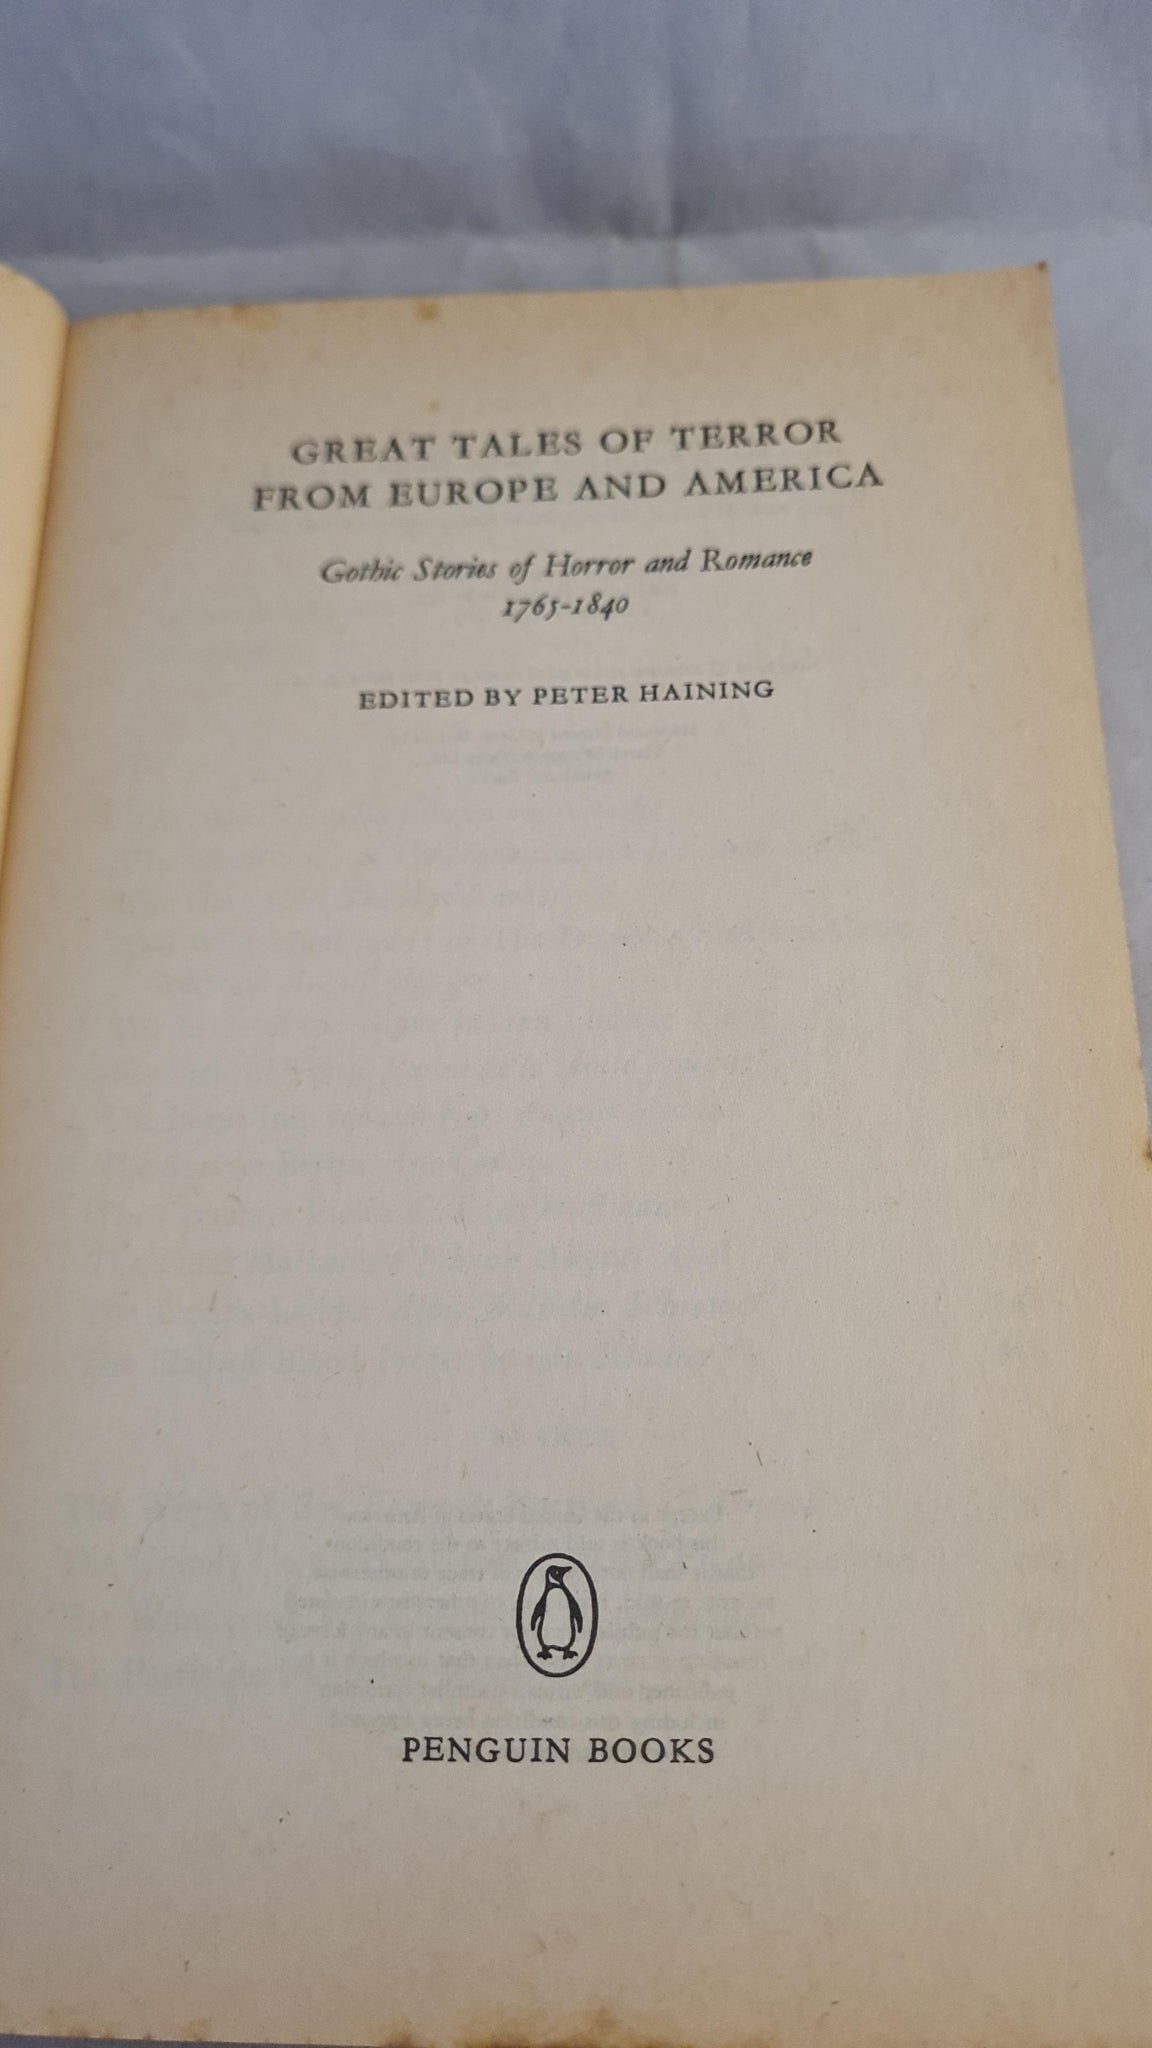 GREAT TALES OF TERROR
FROM EUROPE AND AMERICA
Gothic Stories of Horror and Romance
1765-1840
EDITED BY PETER HAINING
PENGUIN BOOKS